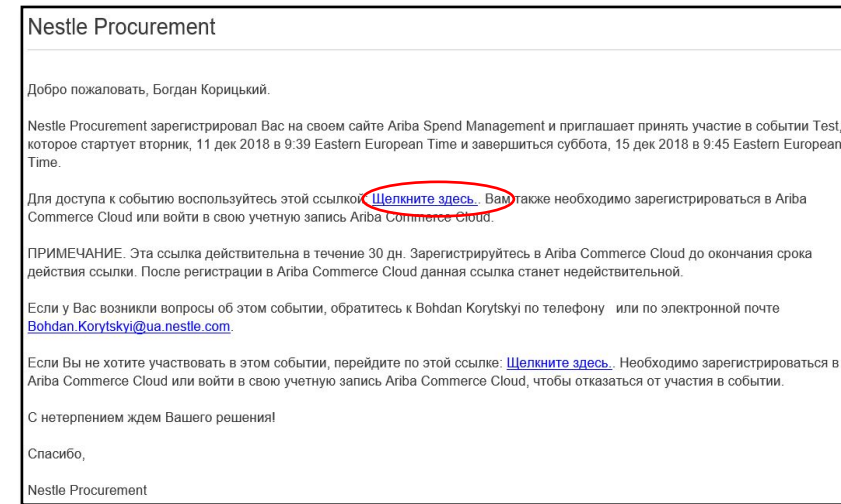 Nestle Procurement
Добро пожаловать, Богдан Корицький.
Nestle Procurement зарегистрировал Вас на своем сайте Ariba Spend Management и приглашает принять участие в событии Test,
которое стартует вторник, 11 дек 2018 в 9:39 Eastern European Time и завершиться суббота, 15 дек 2018 в 9:45 Eastern European
Time.
Для доступа к событию воспользуйтесь этой ссылкой Щелкните здесь.. Вам также необходимо зарегистрироваться в Ariba
Commerce Cloud или войти в свою учетную запись Ariba Commerce Cloud.
ПРИМЕЧАНИЕ. Эта ссылка действительна в течение 30 дн. Зарегистрируйтесь в Ariba Commerce Cloud до окончания срока
действия ссылки. После регистрации в Ariba Commerce Cloud данная ссылка станет недействительной.
Если у Вас возникли вопросы об этом событии, обратитесь к Bohdan Korytskyi по телефону или по электронной почте
Bohdan.Korytskyi@ua.nestle.com.
Если Вы не хотите участвовать в этом событии, перейдите по этой ссылке: Щелкните здесь.. Необходимо зарегистрироваться в
Ariba Commerce Cloud или войти в свою учетную запись Ariba Commerce Cloud, чтобы отказаться от участия в событии.
С нетерпением ждем Вашего решения!
Спасибо,
Nestle Procurement